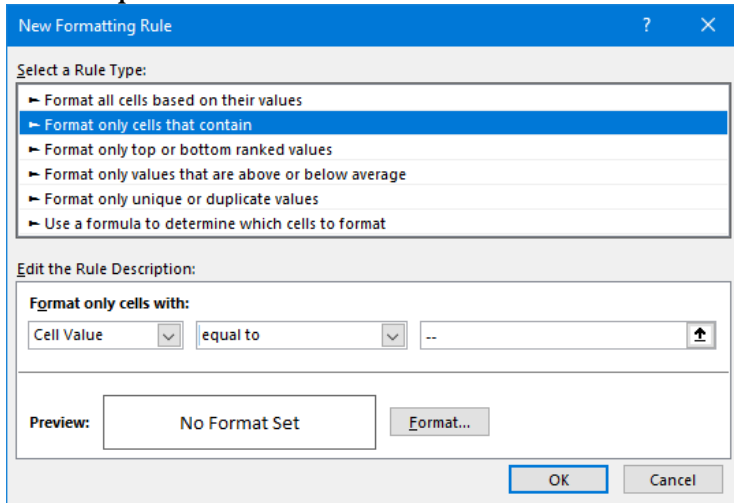 New Formatting Rule ? ×
Select a Rule Type:
► Format all cells based on their values
► Format only cells that contain
► Format only top or bottom ranked values
► Format only values that are above or below average
► Format only unique or duplicate values
► Use a formula to determine which cells to format
Edit the Rule Description:
Format only cells with:
Cell Value equal to --
Preview: No Format Set Format...
OK Cancel